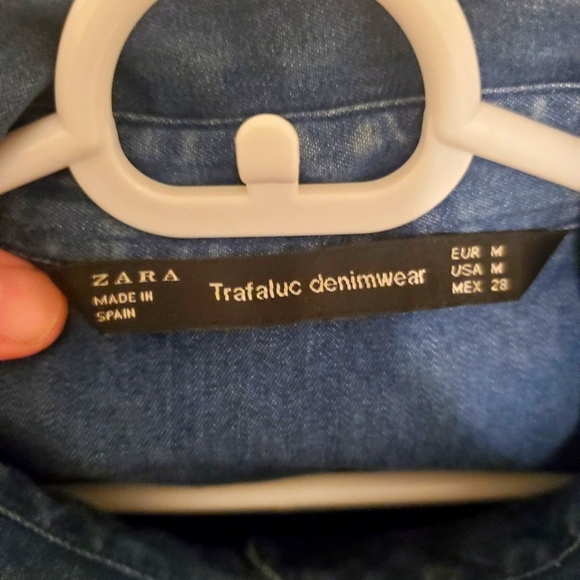 ZARA
MADE IN
SPAIN
Trafaluc denimwear
EUR M
USA M
MEX 28